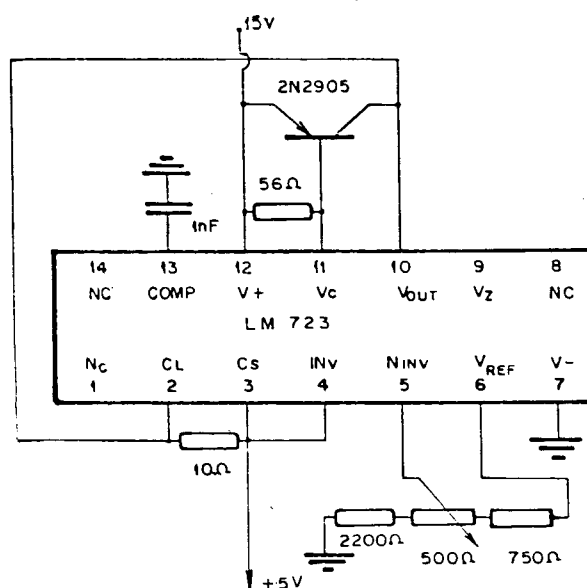 15V
2N2905
56Ω
1nF
14 13 12 11 10 9 8
NC COMP V+ Vc VOUT Vz NC
LM 723
Nc CL Cs INV NINV VREF V-
1 2 3 4 5 6 7
10Ω
2200Ω 500Ω 750Ω
+5V